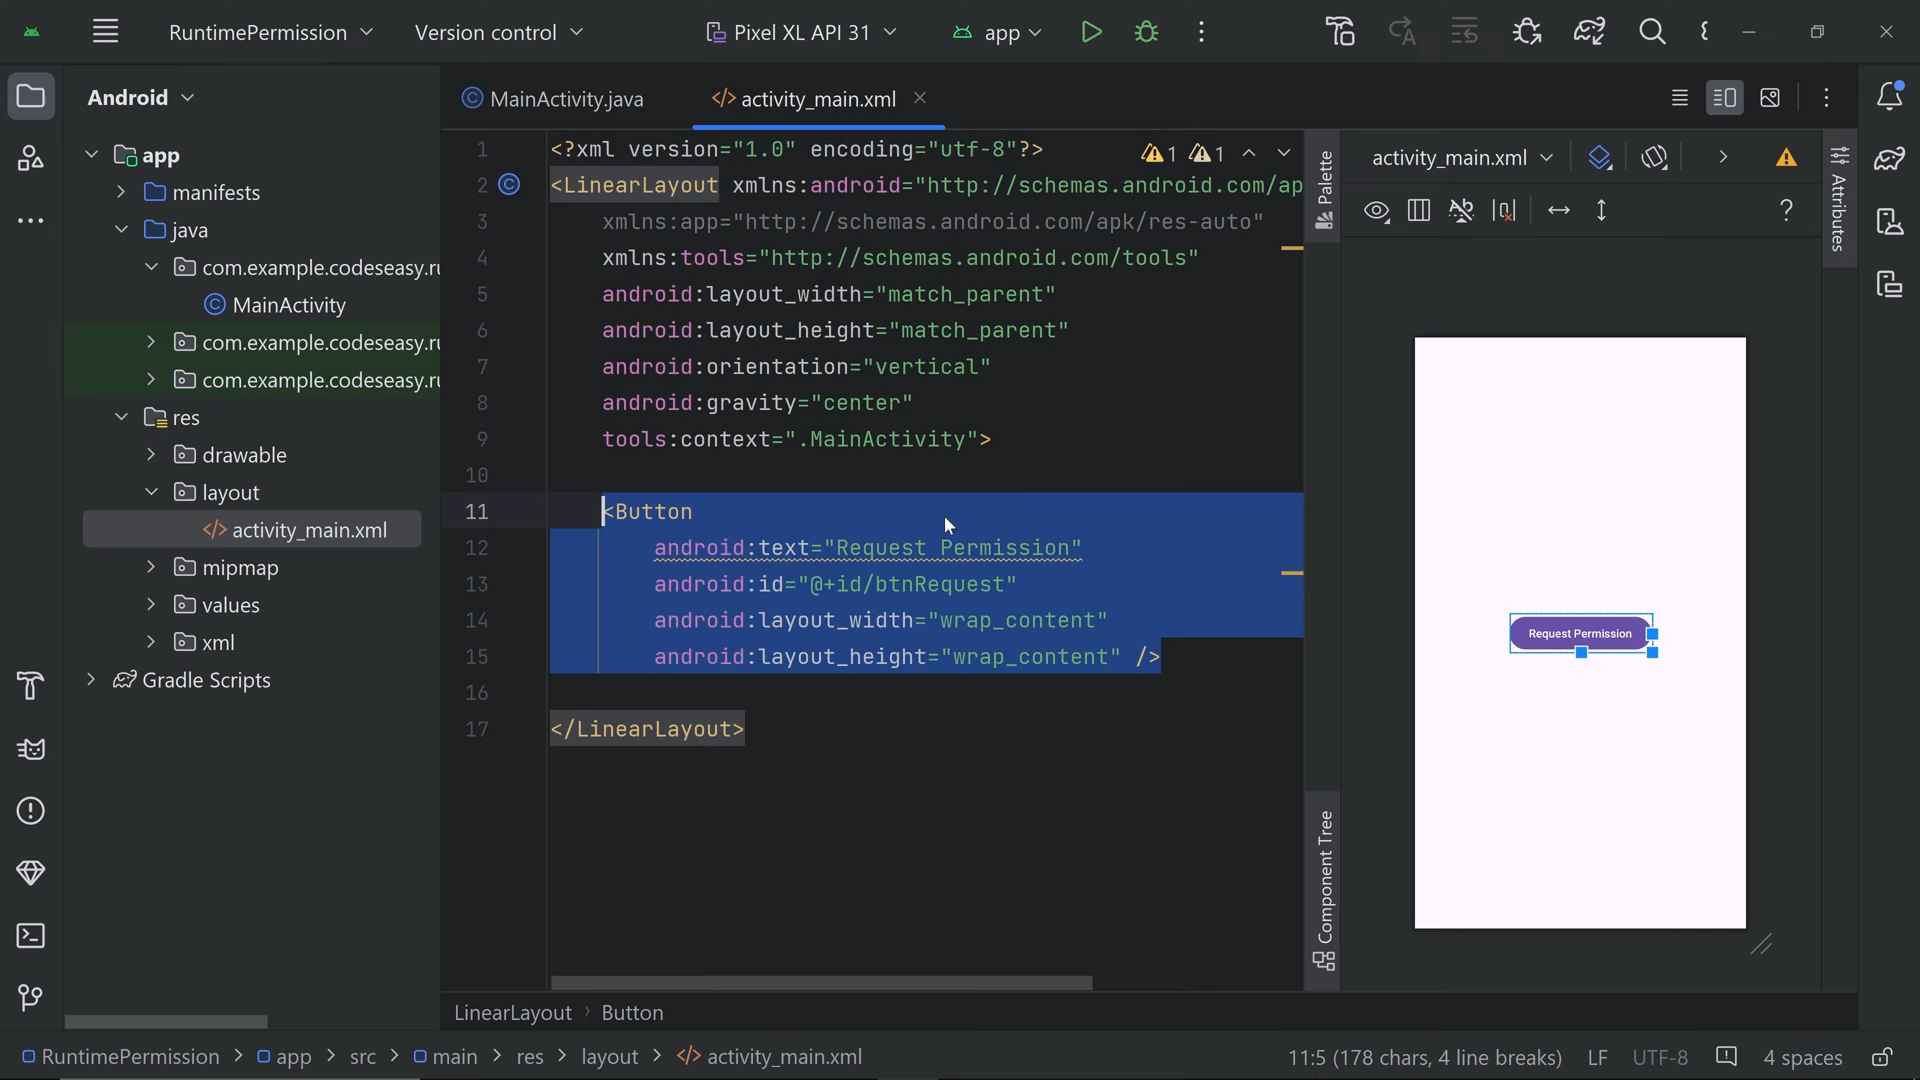 RuntimePermission
Version control
Pixel XL API 31
app
Android
app
manifests
java
com.example.codeseasy.ru
MainActivity
com.example.codeseasy.ru
com.example.codeseasy.ru
res
drawable
layout
activity_main.xml
mipmap
values
xml
Gradle Scripts
MainActivity.java
activity_main.xml
1 <?xml version="1.0" encoding="utf-8"?>
2 <LinearLayout xmlns:android="http://schemas.android.com/ap
3 xmlns:app="http://schemas.android.com/apk/res-auto"
4 xmlns:tools="http://schemas.android.com/tools"
5 android:layout_width="match_parent"
6 android:layout_height="match_parent"
7 android:orientation="vertical"
8 android:gravity="center"
9 tools:context=".MainActivity">
10
11 <Button
12 android:text="Request Permission"
13 android:id="@+id/btnRequest"
14 android:layout_width="wrap_content"
15 android:layout_height="wrap_content" />
16
17 </LinearLayout>
1 1
Palette
Component Tree
activity_main.xml
Attributes
Request Permission
LinearLayout > Button
RuntimePermission > app > src > main > res > layout > activity_main.xml
11:5 (178 chars, 4 line breaks) LF UTF-8 4 spaces